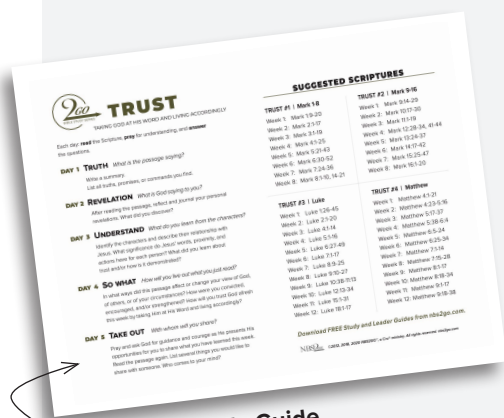 2GO
TRUST
TAKING GOD AT HIS WORD AND LIVING ACCORDINGLY
Each day: read the Scripture, pray for understanding, and answer
the questions.
DAY 1 TRUTH What is the passage saying?
Write a summary.
List all truths, promises, or commands you find.
DAY 2 REVELATION What is God saying to you?
After reading the passage, reflect and journal your personal
revelations. What did you discover?
DAY 3 UNDERSTAND What do you learn from the characters?
Identify the characters and describe their relationship with
Jesus. What significance do Jesus' words, proximity, and
actions have for each person? What did you learn about
trust and/or how is it demonstrated?
DAY 4 SO WHAT How will you live out what you just read?
In what ways did this passage affect or change your view of God,
of others, or of your circumstances? How were you convicted,
encouraged, and/or strengthened? How will you trust God afresh
this week by taking Him at His Word and living accordingly?
DAY 5 TAKE OUT With whom will you share?
Pray and ask God for guidance and courage as He presents His
opportunities for you to share what you have learned this week.
Read the passage again. List several things you would like to
share with someone. Who comes to your mind?
SUGGESTED SCRIPTURES
TRUST #1 | Mark 1-8
Week 1: Mark 1:9-20
Week 2: Mark 2:1-17
Week 3: Mark 3:1-19
Week 4: Mark 4:1-25
Week 5: Mark 5:21-43
Week 6: Mark 6:30-52
Week 7: Mark 7:24-36
Week 8: Mark 8:1-10, 14-21
TRUST #2 | Mark 9-16
Week 1: Mark 9:14-29
Week 2: Mark 10:17-30
Week 3: Mark 11:1-19
Week 4: Mark 12:28-34, 41-44
Week 5: Mark 13:24-37
Week 6: Mark 14:17-42
Week 7: Mark 15:25-47
Week 8: Mark 16:1-20
TRUST #3 | Luke
Week 1: Luke 1:26-45
Week 2: Luke 2:1-20
Week 3: Luke 4:1-14
Week 4: Luke 5:1-16
Week 5: Luke 6:27-49
Week 6: Luke 7:1-17
Week 7: Luke 8:9-25
Week 8: Luke 9:10-27
Week 9: Luke 10:38-11:13
Week 10: Luke 12:13-34
Week 11: Luke 15:1-31
Week 12: Luke 18:1-17
TRUST #4 | Matthew
Week 1: Matthew 4:1-21
Week 2: Matthew 4:23-5:16
Week 3: Matthew 5:17-37
Week 4: Matthew 5:38-6:4
Week 5: Matthew 6:5-24
Week 6: Matthew 6:25-34
Week 7: Matthew 7:1-14
Week 8: Matthew 7:15-28
Week 9: Matthew 8:1-17
Week 10: Matthew 8:18-34
Week 11: Matthew 9:1-17
Week 12: Matthew 9:18-38
Download FREE Study and Leader Guides from nbs2go.com.